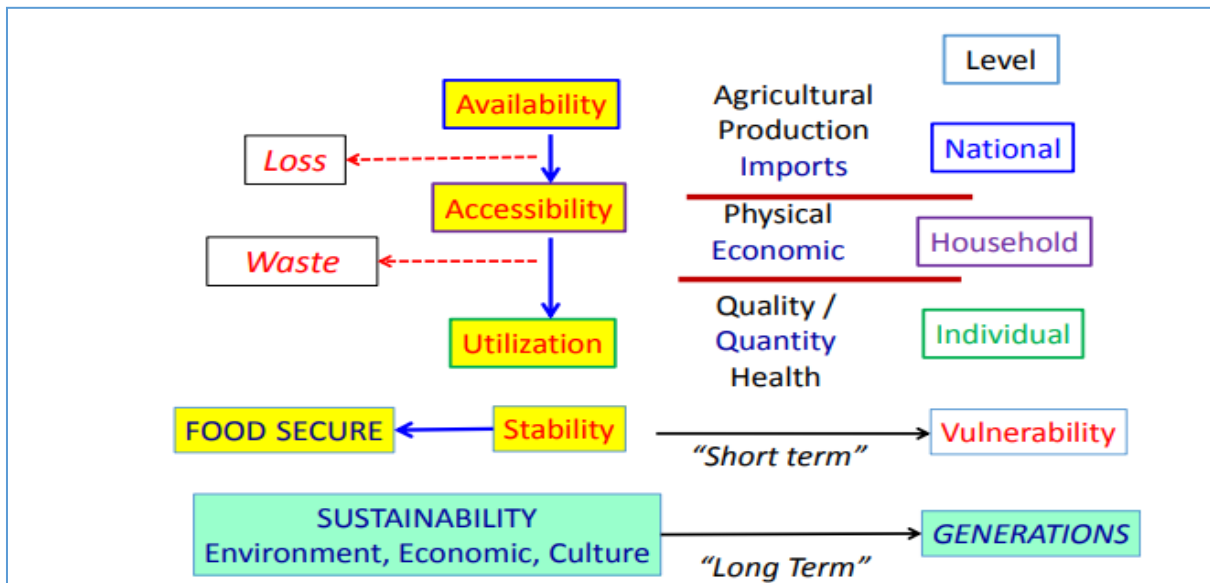 Level
Availability
Agricultural
Production
Imports
National
Loss
Accessibility
Physical
Economic
Household
Waste
Utilization
Quality /
Quantity
Health
Individual
FOOD SECURE
Stability
“Short term”
Vulnerability
SUSTAINABILITY
Environment, Economic, Culture
“Long Term”
GENERATIONS